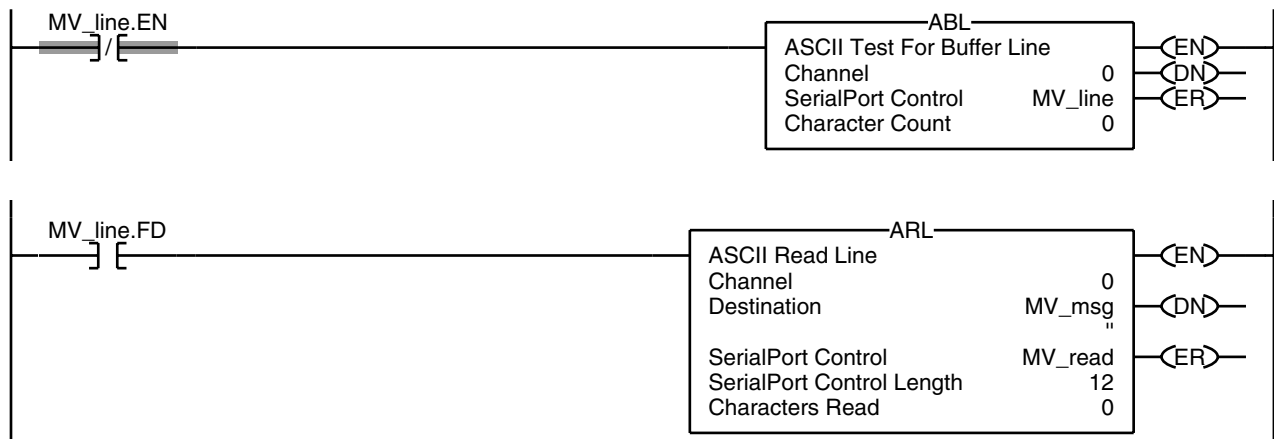 MV_line.EN
/
ABL
ASCII Test For Buffer Line
EN
Channel 0
DN
SerialPort Control MV_line
ER
Character Count 0
MV_line.FD
ARL
ASCII Read Line
EN
Channel 0
Destination MV_msg
DN
''
SerialPort Control MV_read
ER
SerialPort Control Length 12
Characters Read 0